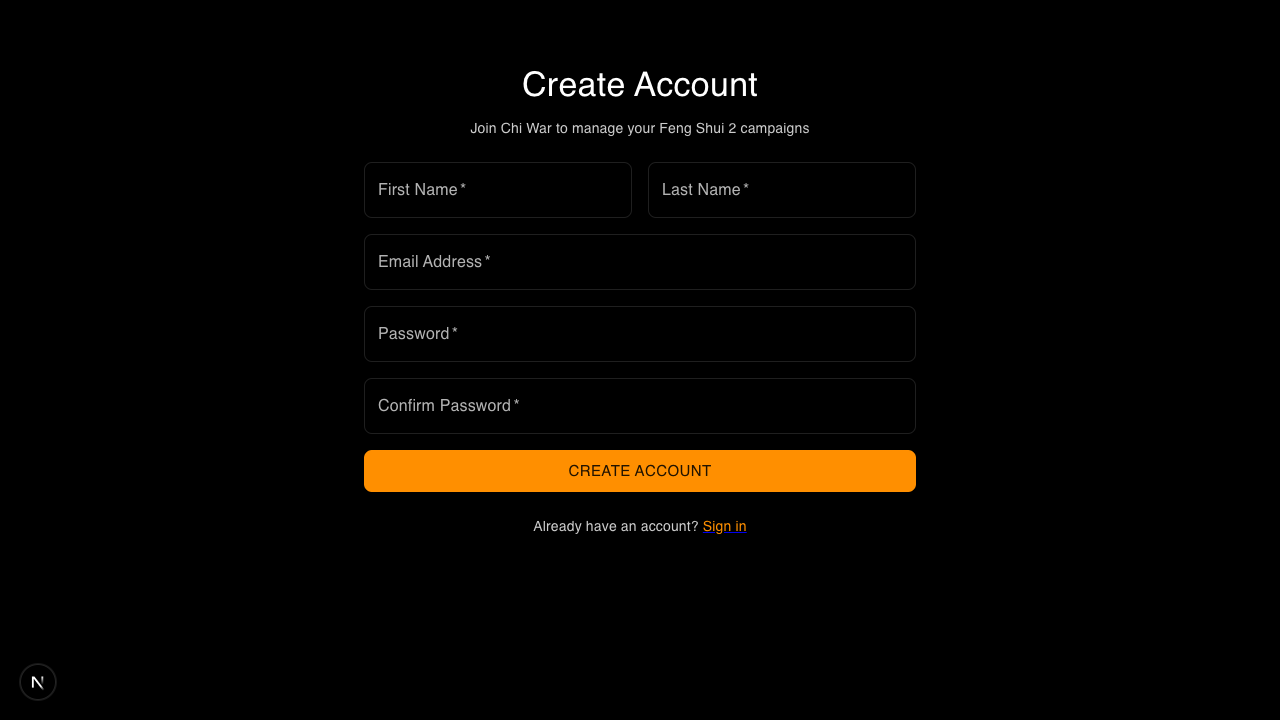 Create Account
Join Chi War to manage your Feng Shui 2 campaigns
First Name *
Last Name *
Email Address *
Password *
Confirm Password *
CREATE ACCOUNT
Already have an account? Sign in
N